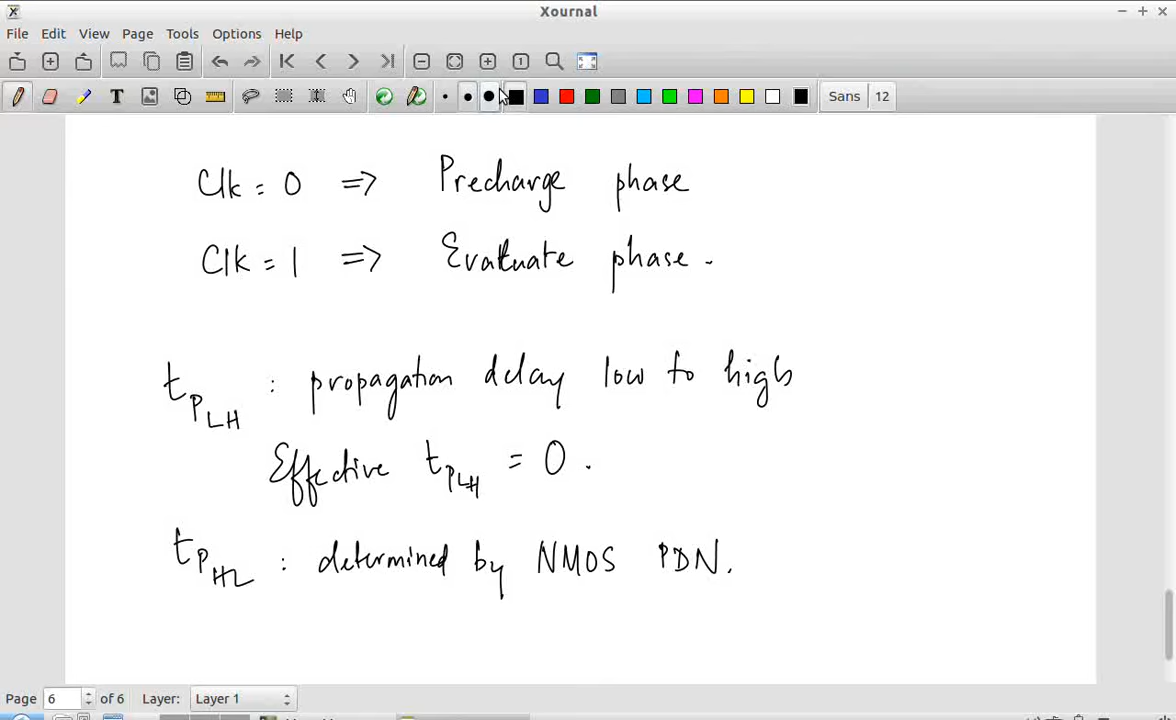 Xournal
File Edit View Page Tools Options Help
Sans 12
Clk = 0 => Precharge phase
Clk = 1 => Evaluate phase.
tPLH : propagation delay low to high
Effective tPLH = 0.
tPHL : determined by NMOS PDN.
Page 6 of 6 Layer: Layer 1